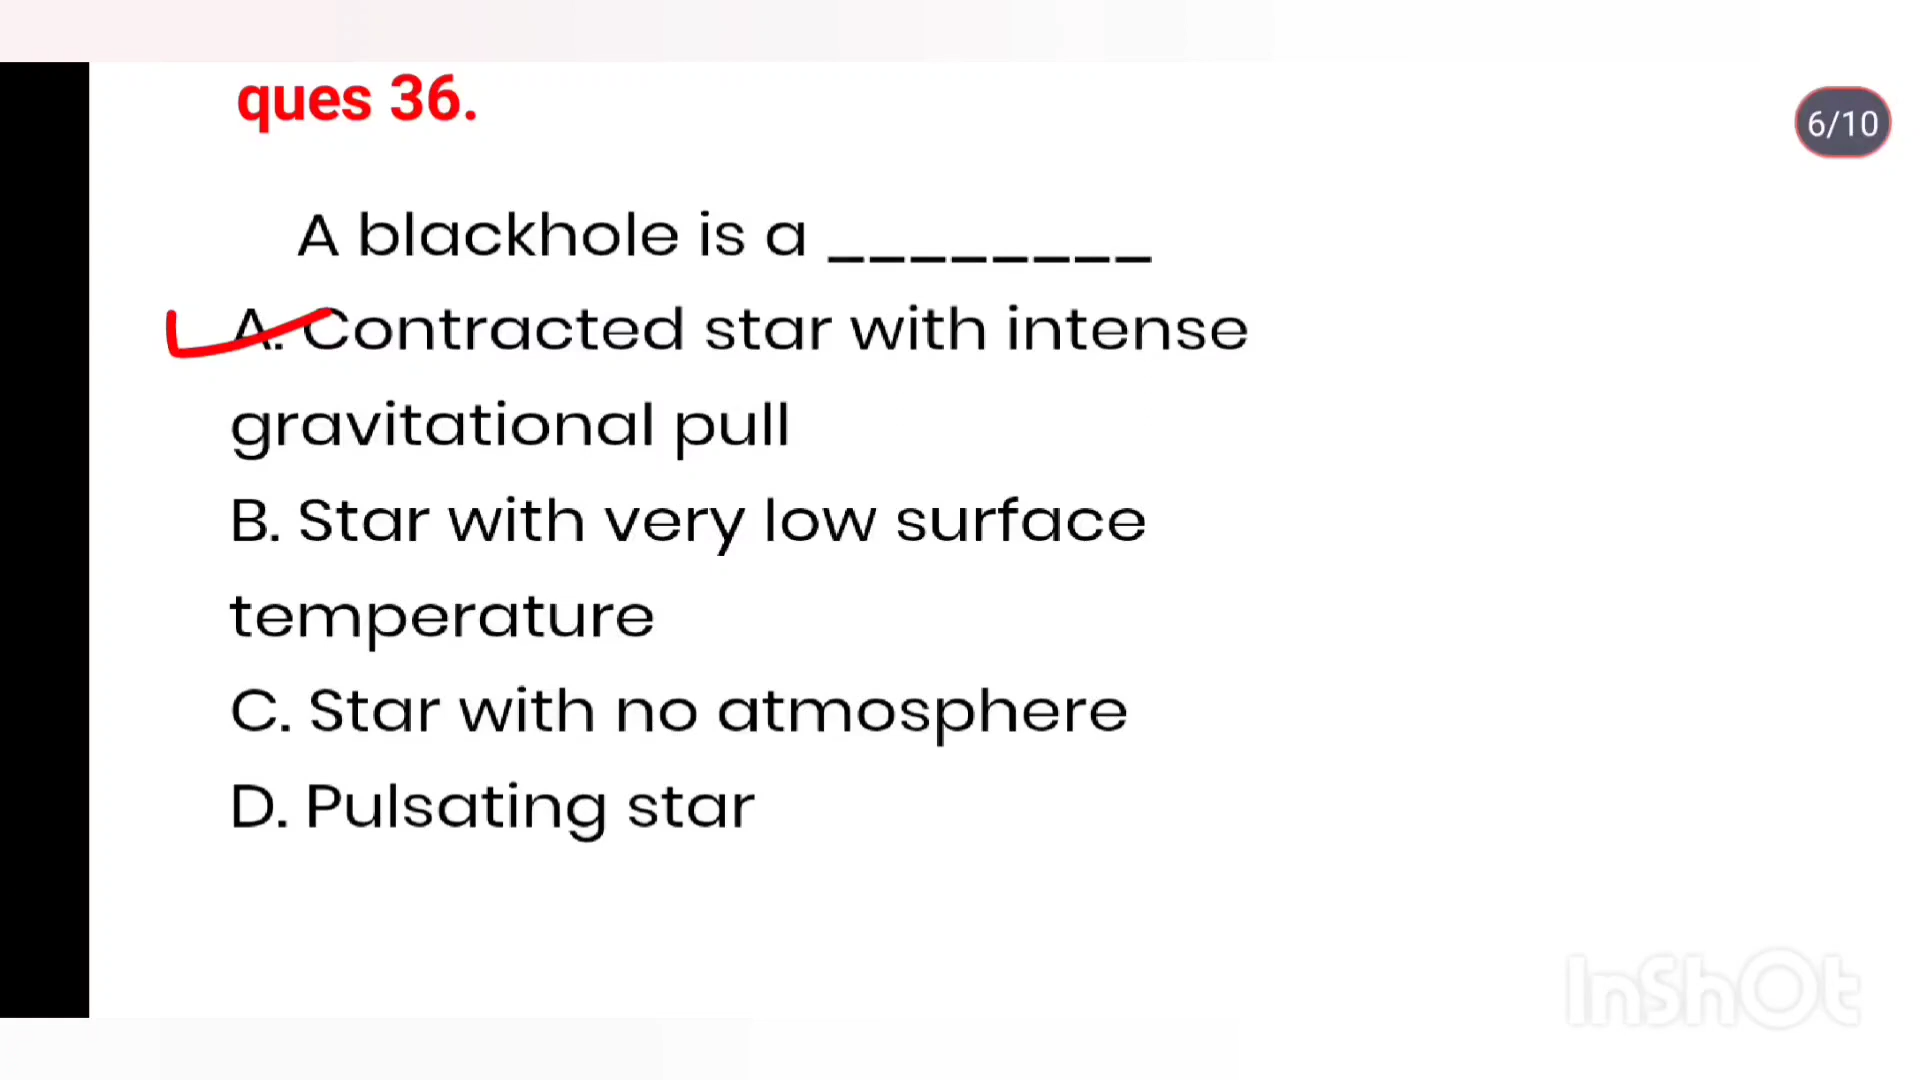 ques 36.
6/10
A blackhole is a ________
A. Contracted star with intense
gravitational pull
B. Star with very low surface
temperature
C. Star with no atmosphere
D. Pulsating star
InShOt